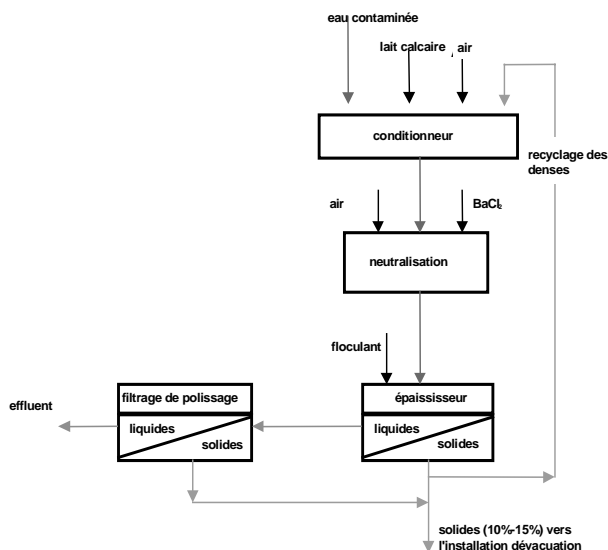 eau contaminée
lait calcaire , air
conditionneur
recyclage des
denses
air
BaCl₂
neutralisation
floculant
filtrage de polissage
épaississeur
effluent
liquides
solides
liquides
solides
solides (10%-15%) vers
l'installation dévacuation